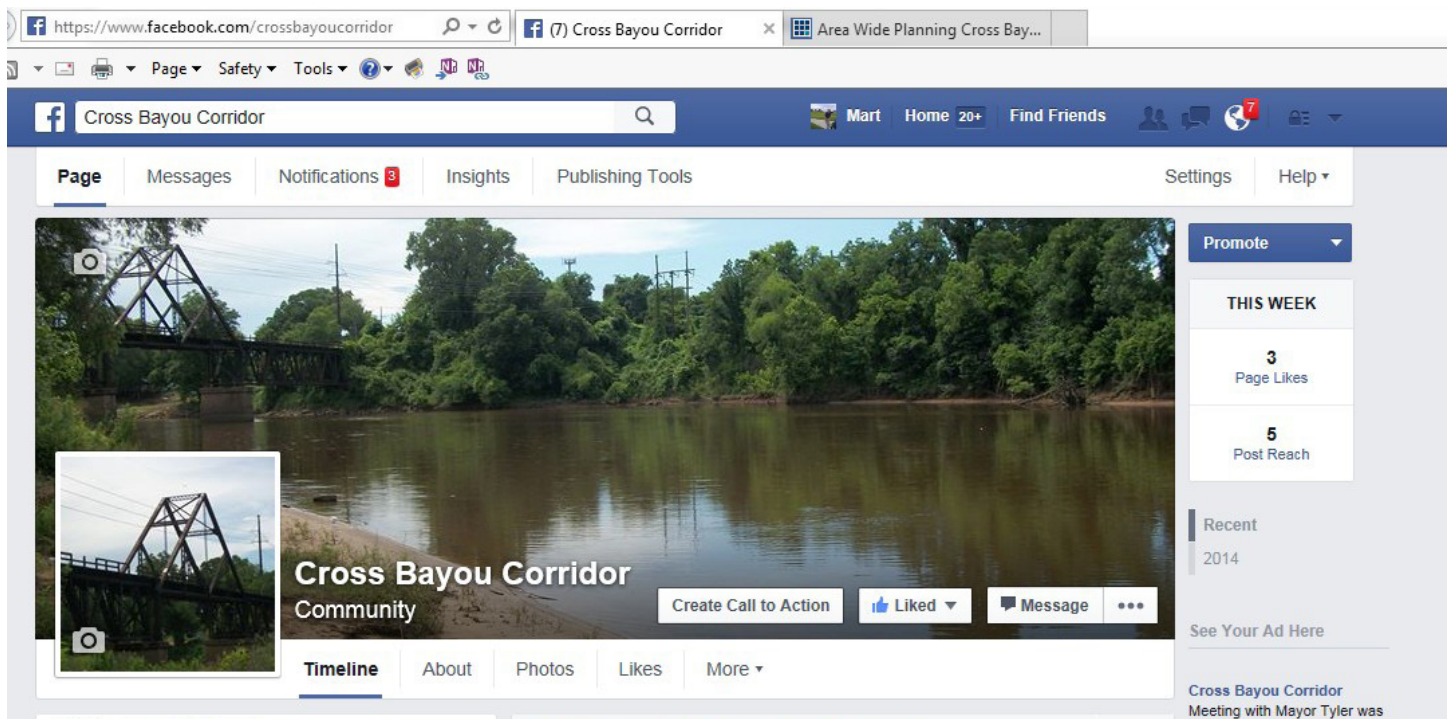 https://www.facebook.com/crossbayoucorridor
(7) Cross Bayou Corridor
Area Wide Planning Cross Bay...
Page Safety Tools
Cross Bayou Corridor
Mart Home 20+ Find Friends 7
Page Messages Notifications 3 Insights Publishing Tools Settings Help
Promote
THIS WEEK
3
Page Likes
5
Post Reach
Recent
2014
Cross Bayou Corridor
Community
Create Call to Action Liked Message
See Your Ad Here
Timeline About Photos Likes More
Cross Bayou Corridor
Meeting with Mayor Tyler was